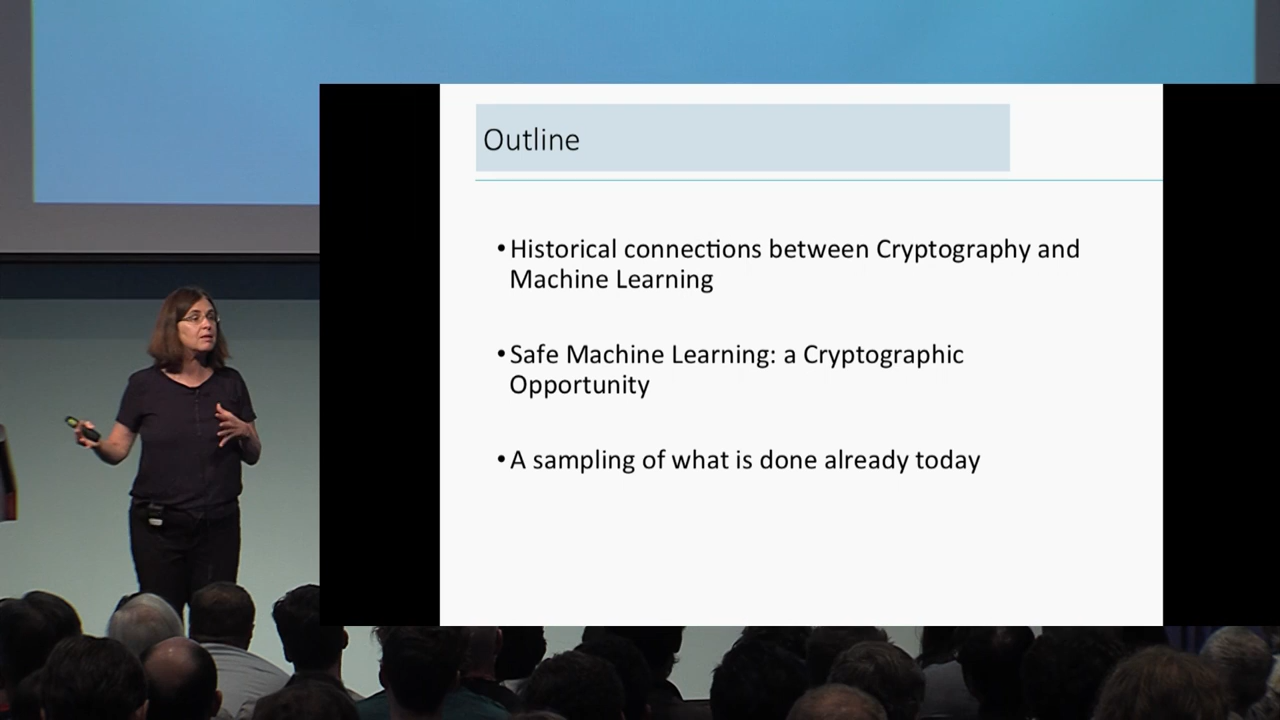 Outline
•Historical connections between Cryptography and
Machine Learning
•Safe Machine Learning: a Cryptographic
Opportunity
•A sampling of what is done already today